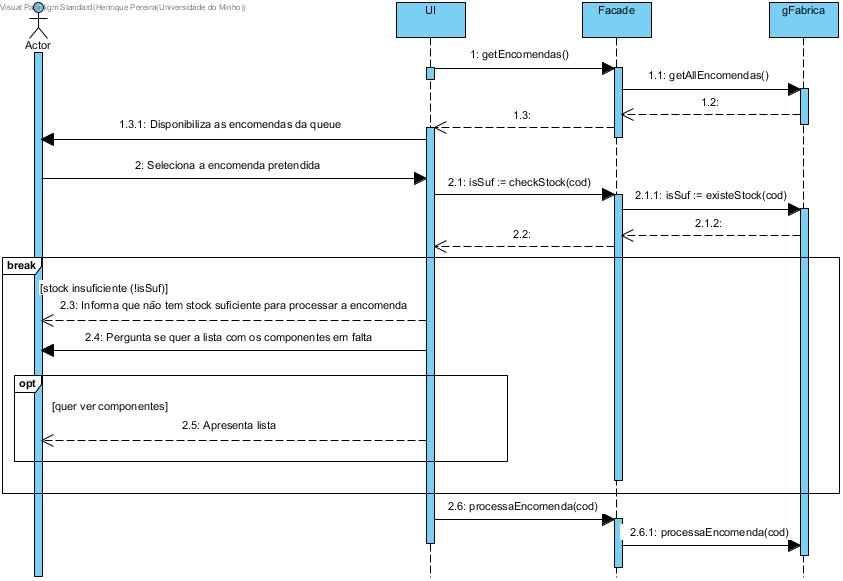 Visual Paradigm Standard(Henrique Pereira(Universidade do Minho))
Actor
UI
Facade
gFabrica
1: getEncomendas()
1.1: getAllEncomendas()
1.2:
1.3:
1.3.1: Disponibiliza as encomendas da queue
2: Seleciona a encomenda pretendida
2.1: isSuf := checkStock(cod)
2.1.1: isSuf := existeStock(cod)
2.1.2:
2.2:
break
[stock insuficiente (!isSuf)]
2.3: Informa que não tem stock suficiente para processar a encomenda
2.4: Pergunta se quer a lista com os componentes em falta
opt
[quer ver componentes]
2.5: Apresenta lista
2.6: processaEncomenda(cod)
2.6.1: processaEncomenda(cod)